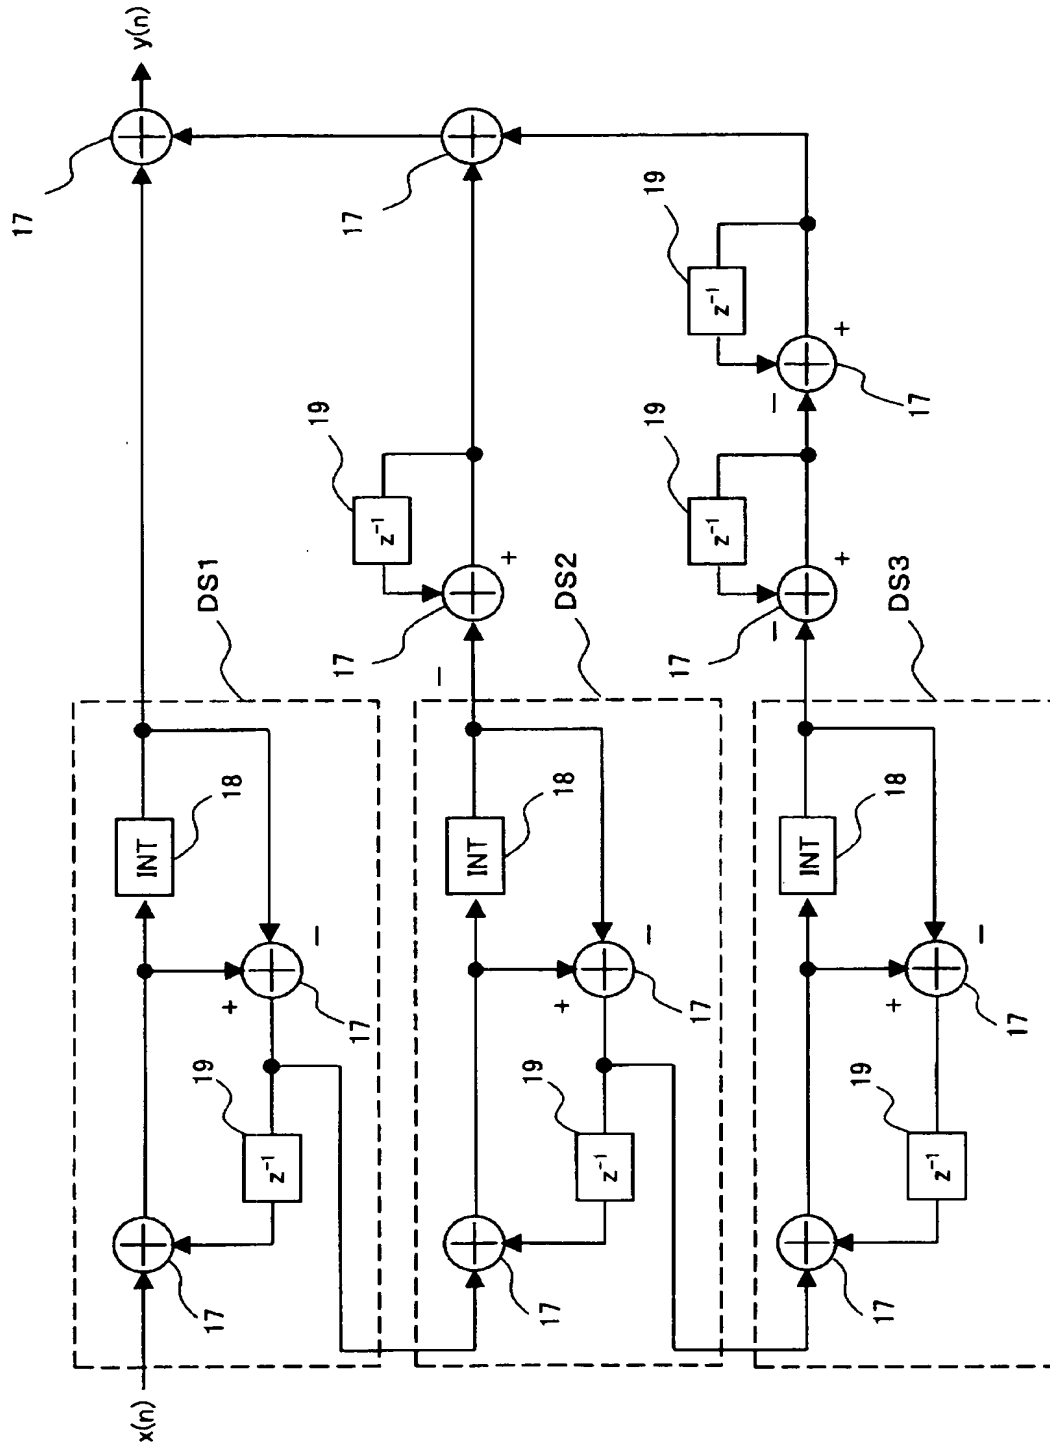 x(n)
17
19
z⁻¹
+
17
−
INT
18
DS1
17
y(n)
17
19
z⁻¹
+
17
−
INT
18
DS2
−
17
+
19
z⁻¹
17
17
19
z⁻¹
+
17
−
INT
18
DS3
−
17
+
19
z⁻¹
−
17
+
19
z⁻¹